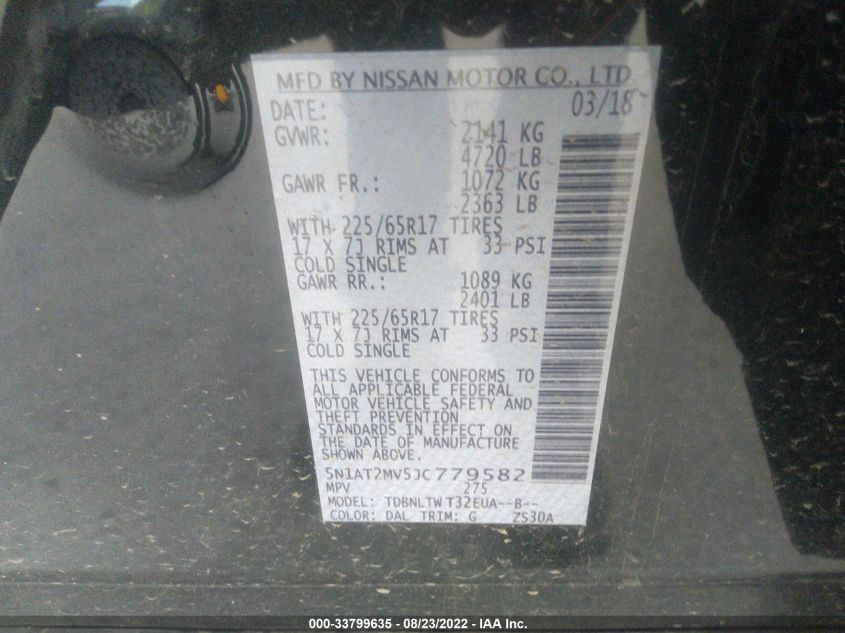 MFD BY NISSAN MOTOR CO., LTD.
DATE: 03/18
GVWR: 2141 KG
4720 LB
GAWR FR.: 1072 KG
2363 LB
WITH 225/65R17 TIRES
17 X 7J RIMS AT 33 PSI
COLD SINGLE
GAWR RR.: 1089 KG
2401 LB
WITH 225/65R17 TIRES
17 X 7J RIMS AT 33 PSI
COLD SINGLE
THIS VEHICLE CONFORMS TO
ALL APPLICABLE FEDERAL
MOTOR VEHICLE SAFETY AND
THEFT PREVENTION
STANDARDS IN EFFECT ON
THE DATE OF MANUFACTURE
SHOWN ABOVE.
5N1AT2MV5JC779582
MPV 275
MODEL: TDBNLTW T32EUA--B--
COLOR: DAL TRIM: G ZS30A
000-33799635 - 08/23/2022 - IAA Inc.